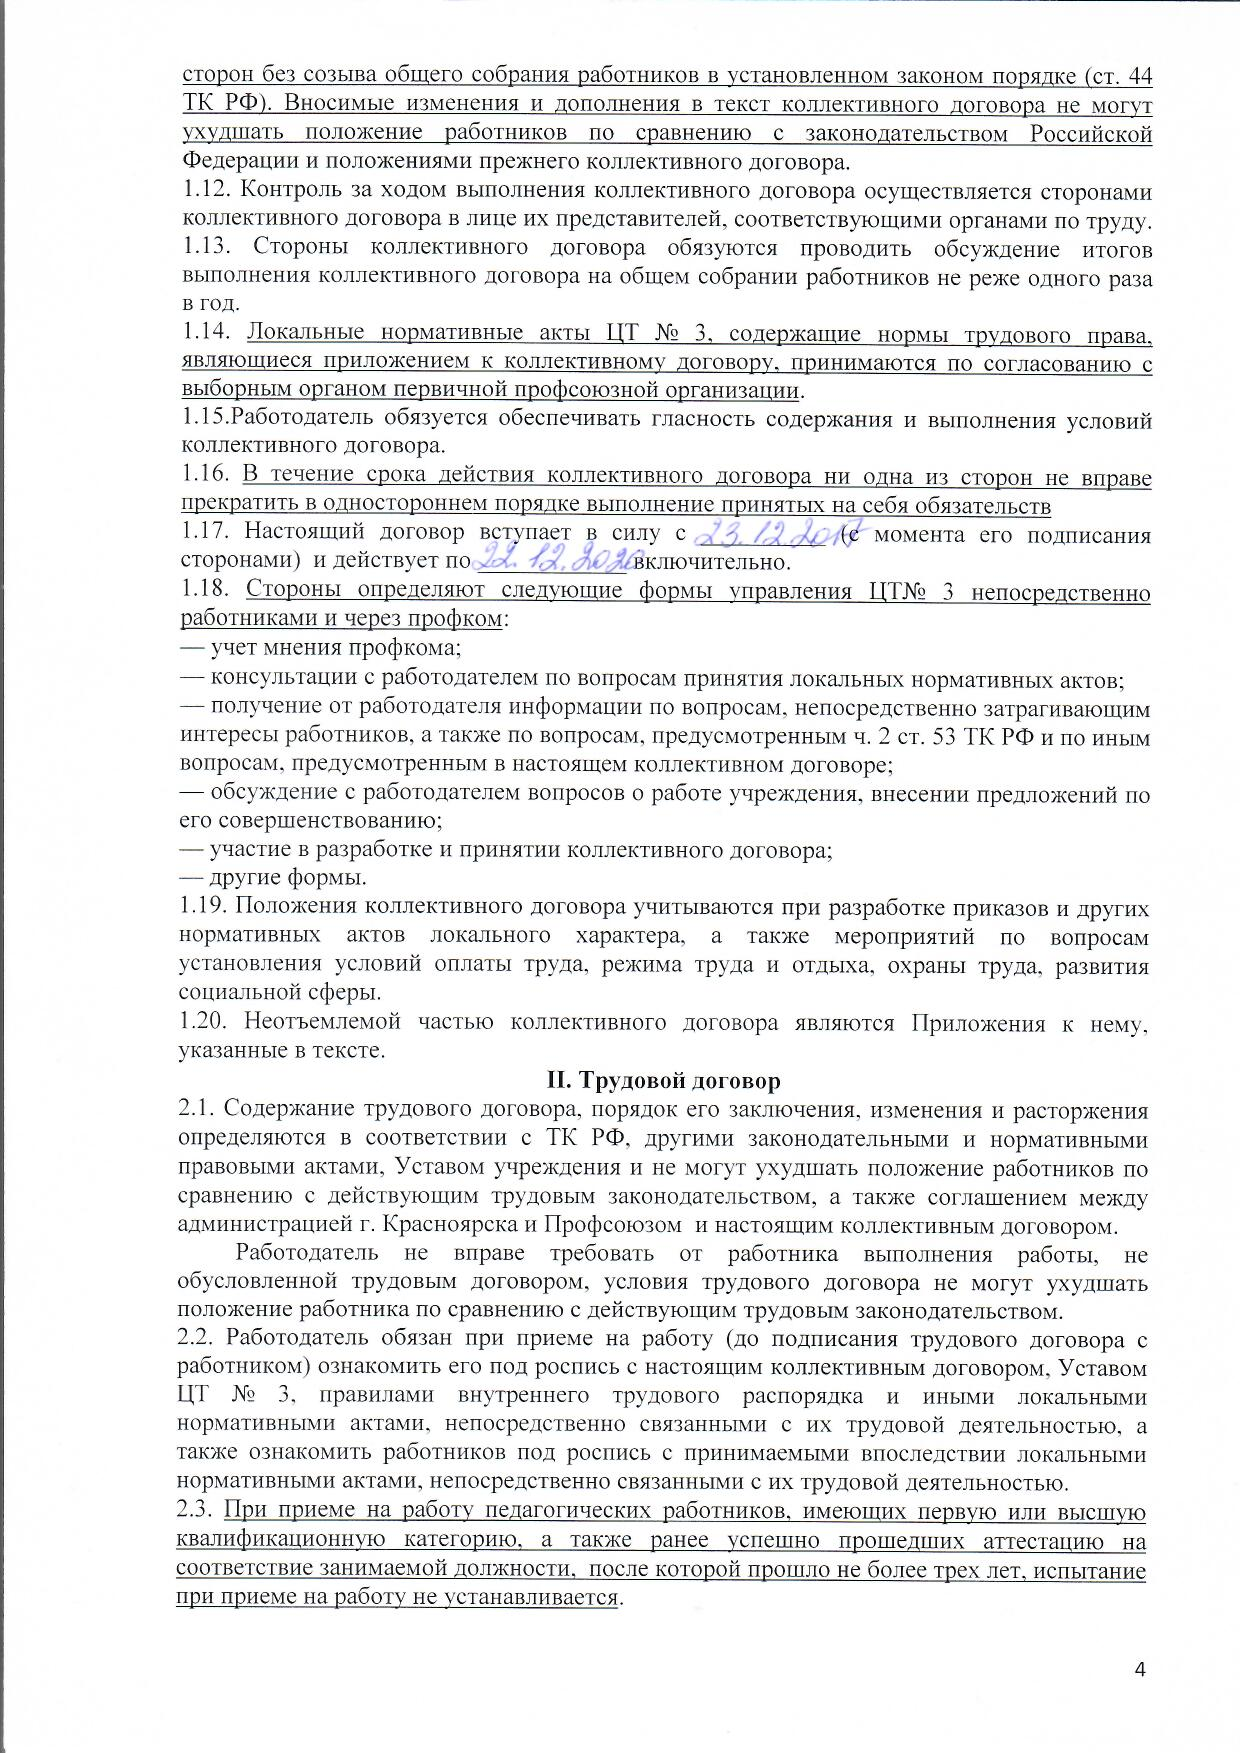 сторон без созыва общего собрания работников в установленном законом порядке (ст. 44
ТК РФ). Вносимые изменения и дополнения в текст коллективного договора не могут
ухудшать положение работников по сравнению с законодательством Российской
Федерации и положениями прежнего коллективного договора.
1.12. Контроль за ходом выполнения коллективного договора осуществляется сторонами
коллективного договора в лице их представителей, соответствующими органами по труду.
1.13. Стороны коллективного договора обязуются проводить обсуждение итогов
выполнения коллективного договора на общем собрании работников не реже одного раза
в год.
1.14. Локальные нормативные акты ЦТ № 3, содержащие нормы трудового права,
являющиеся приложением к коллективному договору, принимаются по согласованию с
выборным органом первичной профсоюзной организации.
1.15.Работодатель обязуется обеспечивать гласность содержания и выполнения условий
коллективного договора.
1.16. В течение срока действия коллективного договора ни одна из сторон не вправе
прекратить в одностороннем порядке выполнение принятых на себя обязательств
1.17. Настоящий договор вступает в силу с 23.12.2017 (с момента его подписания
сторонами) и действует по 22.12.2020 включительно.
1.18. Стороны определяют следующие формы управления ЦТ№ 3 непосредственно
работниками и через профком:
— учет мнения профкома;
— консультации с работодателем по вопросам принятия локальных нормативных актов;
— получение от работодателя информации по вопросам, непосредственно затрагивающим
интересы работников, а также по вопросам, предусмотренным ч. 2 ст. 53 ТК РФ и по иным
вопросам, предусмотренным в настоящем коллективном договоре;
— обсуждение с работодателем вопросов о работе учреждения, внесении предложений по
его совершенствованию;
— участие в разработке и принятии коллективного договора;
— другие формы.
1.19. Положения коллективного договора учитываются при разработке приказов и других
нормативных актов локального характера, а также мероприятий по вопросам
установления условий оплаты труда, режима труда и отдыха, охраны труда, развития
социальной сферы.
1.20. Неотъемлемой частью коллективного договора являются Приложения к нему,
указанные в тексте.
II. Трудовой договор
2.1. Содержание трудового договора, порядок его заключения, изменения и расторжения
определяются в соответствии с ТК РФ, другими законодательными и нормативными
правовыми актами, Уставом учреждения и не могут ухудшать положение работников по
сравнению с действующим трудовым законодательством, а также соглашением между
администрацией г. Красноярска и Профсоюзом и настоящим коллективным договором.
Работодатель не вправе требовать от работника выполнения работы, не
обусловленной трудовым договором, условия трудового договора не могут ухудшать
положение работника по сравнению с действующим трудовым законодательством.
2.2. Работодатель обязан при приеме на работу (до подписания трудового договора с
работником) ознакомить его под роспись с настоящим коллективным договором, Уставом
ЦТ № 3, правилами внутреннего трудового распорядка и иными локальными
нормативными актами, непосредственно связанными с их трудовой деятельностью, а
также ознакомить работников под роспись с принимаемыми впоследствии локальными
нормативными актами, непосредственно связанными с их трудовой деятельностью.
2.3. При приеме на работу педагогических работников, имеющих первую или высшую
квалификационную категорию, а также ранее успешно прошедших аттестацию на
соответствие занимаемой должности, после которой прошло не более трех лет, испытание
при приеме на работу не устанавливается.
4